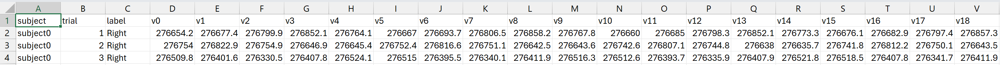 A B C D E F G H I J K L M N O P Q R S T U V
1 subject trial label v0 v1 v2 v3 v4 v5 v6 v7 v8 v9 v10 v11 v12 v13 v14 v15 v16 v17 v18
2 subject0 1 Right 276654.2 276677.4 276799.9 276852.1 276764.1 276667 276693.7 276806.5 276858.2 276767.8 276660 276685 276798.3 276852.1 276773.3 276676.1 276682.9 276797.4 276857.3
3 subject0 2 Right 276754 276822.9 276754.9 276646.9 276645.4 276752.4 276816.6 276751.1 276642.5 276643.6 276742.6 276807.1 276744.8 276638 276635.7 276741.8 276812.2 276750.1 276643.5
4 subject0 3 Right 276509.8 276401.6 276330.5 276407.8 276524.1 276515 276395.5 276340.1 276411.9 276516.3 276512.6 276393.7 276335.9 276407.9 276521.8 276518.5 276407.8 276341.7 276411.9